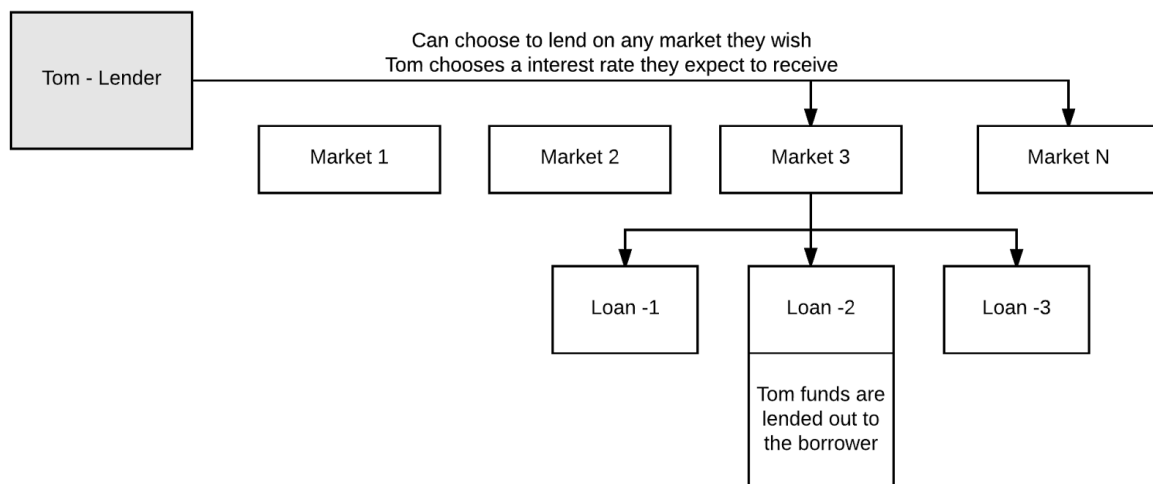 Can choose to lend on any market they wish
Tom - Lender
Tom chooses a interest rate they expect to receive
Market 1
Market 2
Market 3
Market N
Loan -1
Loan -2
Loan -3
Tom funds are
lended out to
the borrower